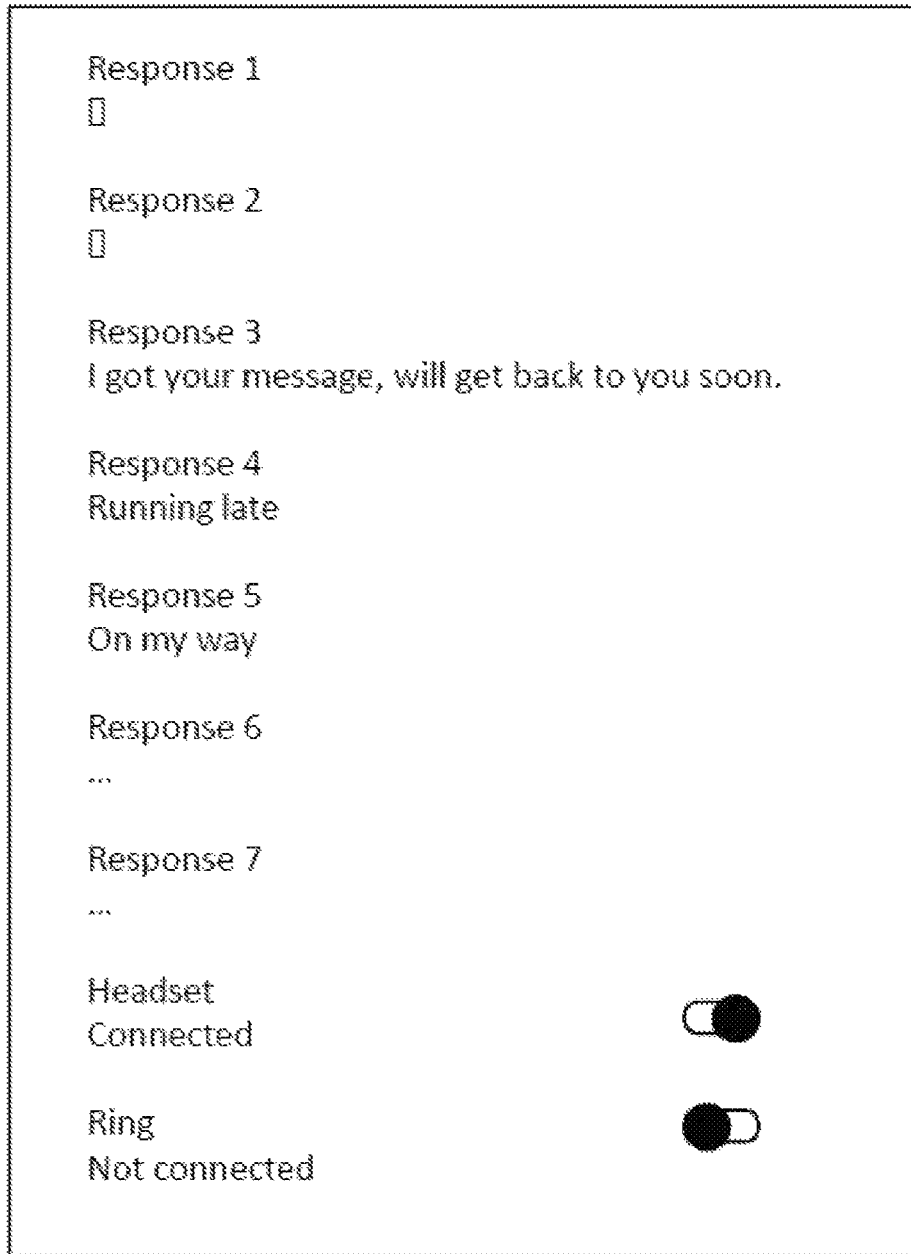 Response 1
▯
Response 2
▯
Response 3
I got your message, will get back to you soon.
Response 4
Running late
Response 5
On my way
Response 6
...
Response 7
...
Headset
Connected
Ring
Not connected